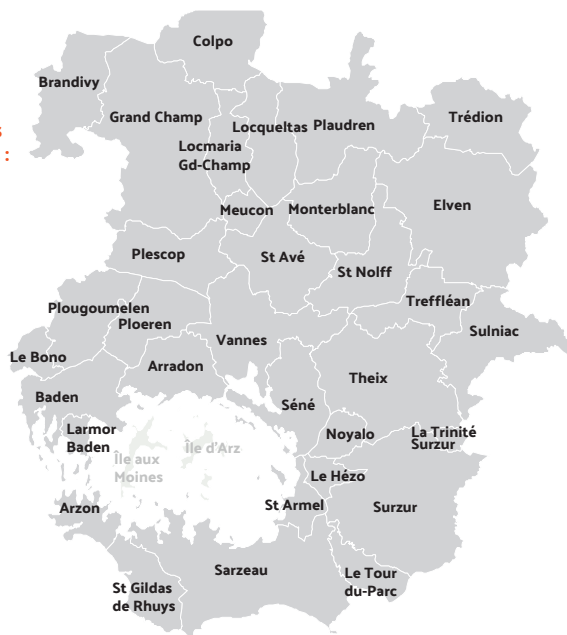 Colpo
Brandivy
Grand Champ
Locqueltas
Plaudren
Trédion
Locmaria
Gd-Champ
Meucon
Monterblanc
Elven
Plescop
St Avé
St Nolff
Treffléan
Plougoumelen
Ploeren
Sulniac
Vannes
Le Bono
Arradon
Theix
Baden
Séné
Larmor
Baden
Noyalo
La Trinité
Surzur
Île aux
Moines
Île d'Arz
Le Hézo
Arzon
St Armel
Surzur
Sarzeau
Le Tour
du-Parc
St Gildas
de Rhuys
: